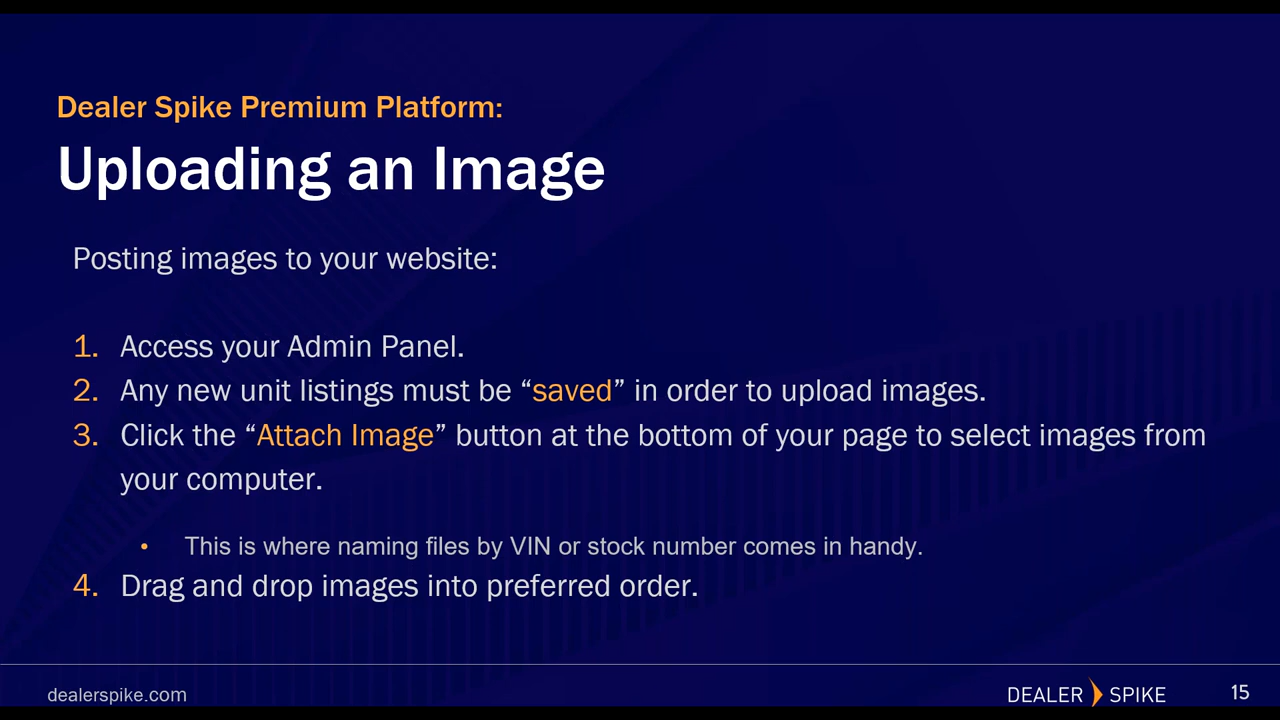 Dealer Spike Premium Platform:
Uploading an Image
Posting images to your website:
1. Access your Admin Panel.
2. Any new unit listings must be “saved” in order to upload images.
3. Click the “Attach Image” button at the bottom of your page to select images from
your computer.
• This is where naming files by VIN or stock number comes in handy.
4. Drag and drop images into preferred order.
dealerspike.com
DEALER SPIKE
15